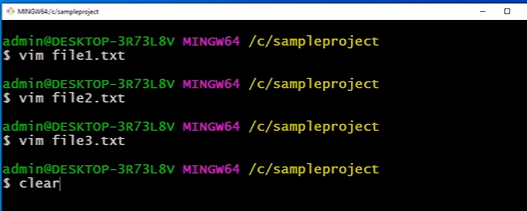 MINGW64:/c/sampleproject
admin@DESKTOP-3R73L8V MINGW64 /c/sampleproject
$ vim file1.txt
admin@DESKTOP-3R73L8V MINGW64 /c/sampleproject
$ vim file2.txt
admin@DESKTOP-3R73L8V MINGW64 /c/sampleproject
$ vim file3.txt
admin@DESKTOP-3R73L8V MINGW64 /c/sampleproject
$ clear